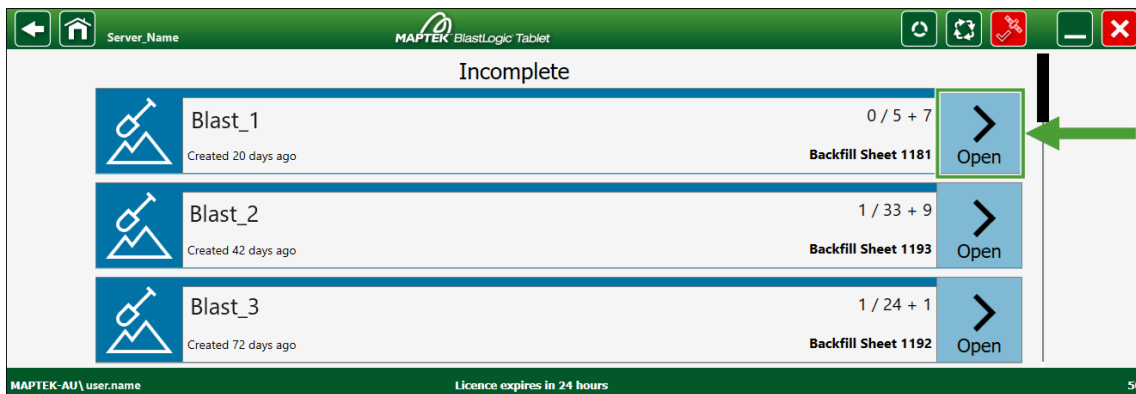 Server_Name
MAPTEK BlastLogic Tablet
Incomplete
Blast_1
0 / 5 + 7
Created 20 days ago
Backfill Sheet 1181
Open
Blast_2
1 / 33 + 9
Created 42 days ago
Backfill Sheet 1193
Open
Blast_3
1 / 24 + 1
Created 72 days ago
Backfill Sheet 1192
Open
MAPTEK-AU\user.name
Licence expires in 24 hours